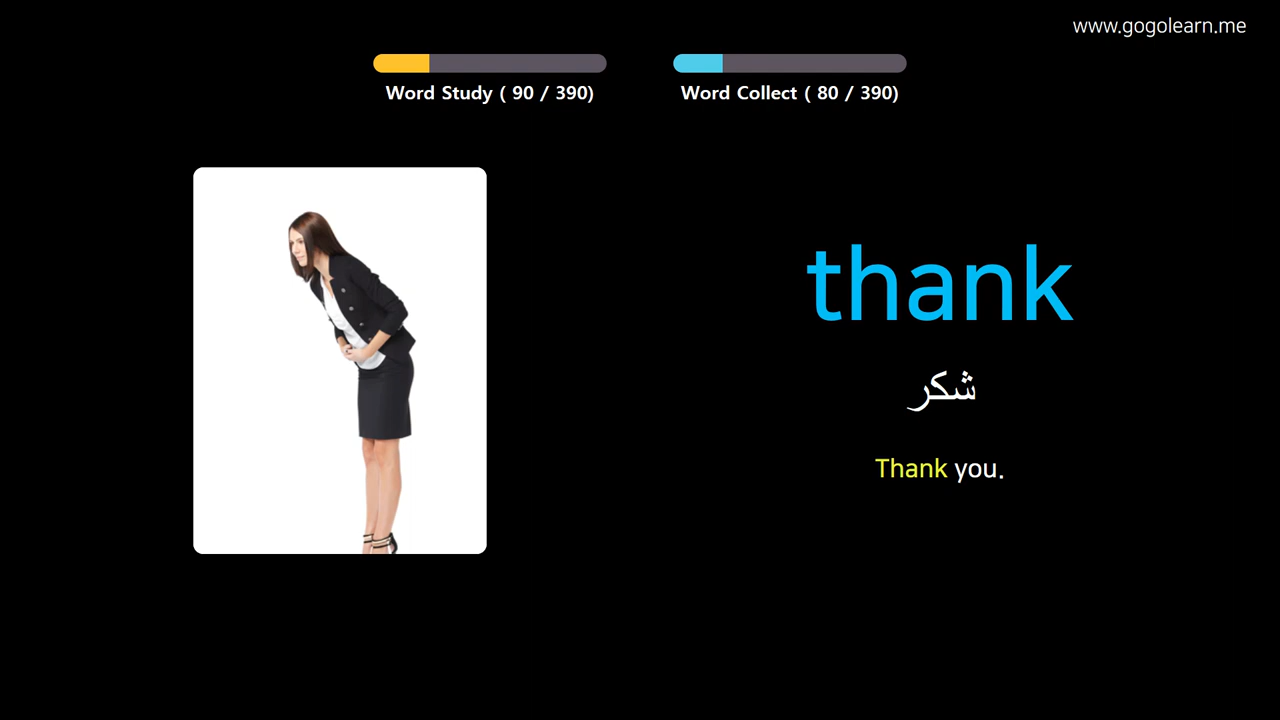 www.gogolearn.me
Word Study ( 90 / 390)
Word Collect ( 80 / 390)
thank
شكر
Thank you.